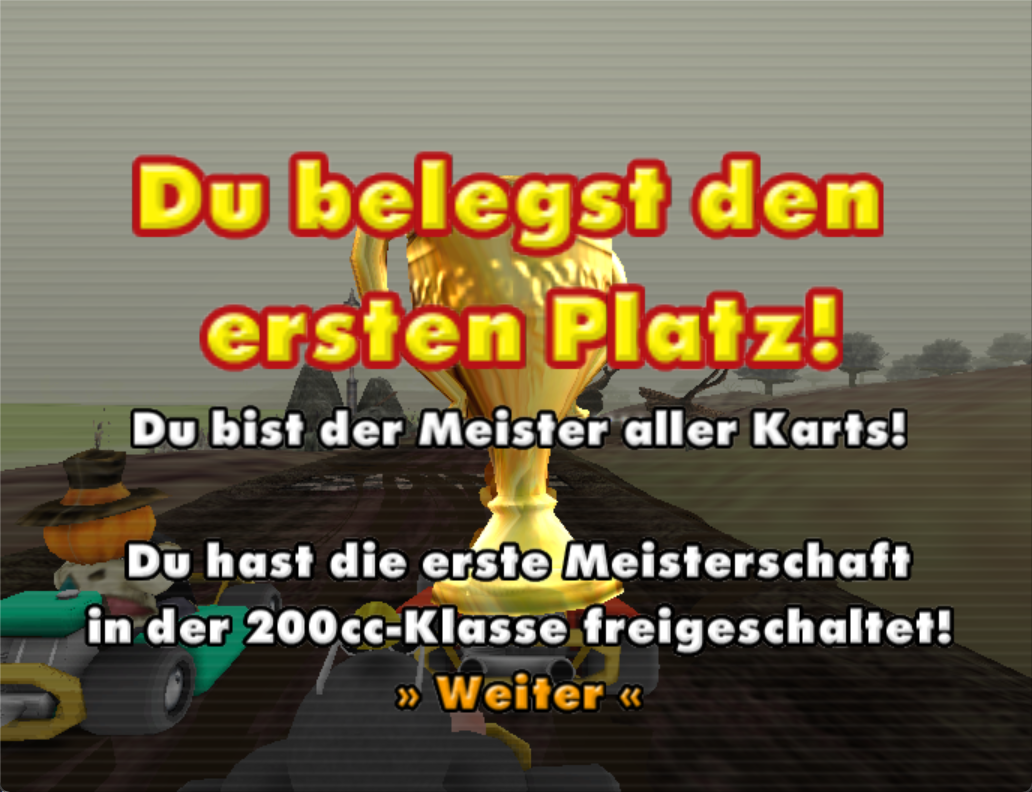 Du belegst den
ersten Platz!
Du bist der Meister aller Karts!
Du hast die erste Meisterschaft
in der 200cc-Klasse freigeschaltet!
» Weiter «